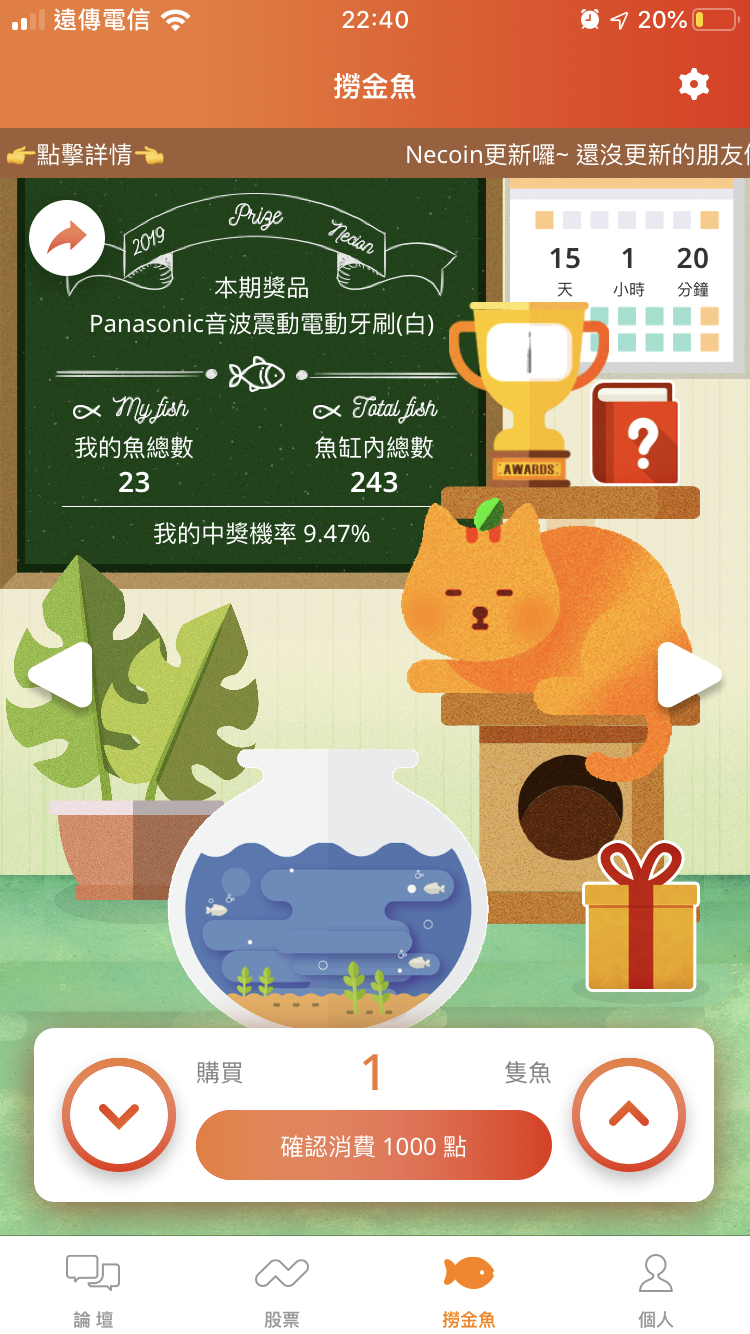 遠傳電信 22:40 20%
撈金魚
👉點擊詳情👈 Necoin更新囉~ 還沒更新的朋友
2019 Prize Necoin
本期獎品
Panasonic音波震動電動牙刷(白)
15 1 20
天 小時 分鐘
My fish Total fish
我的魚總數 魚缸內總數
23 243
我的中獎機率 9.47%
AWARDS
?
購買 1 隻魚
確認消費 1000 點
論壇 股票 撈金魚 個人